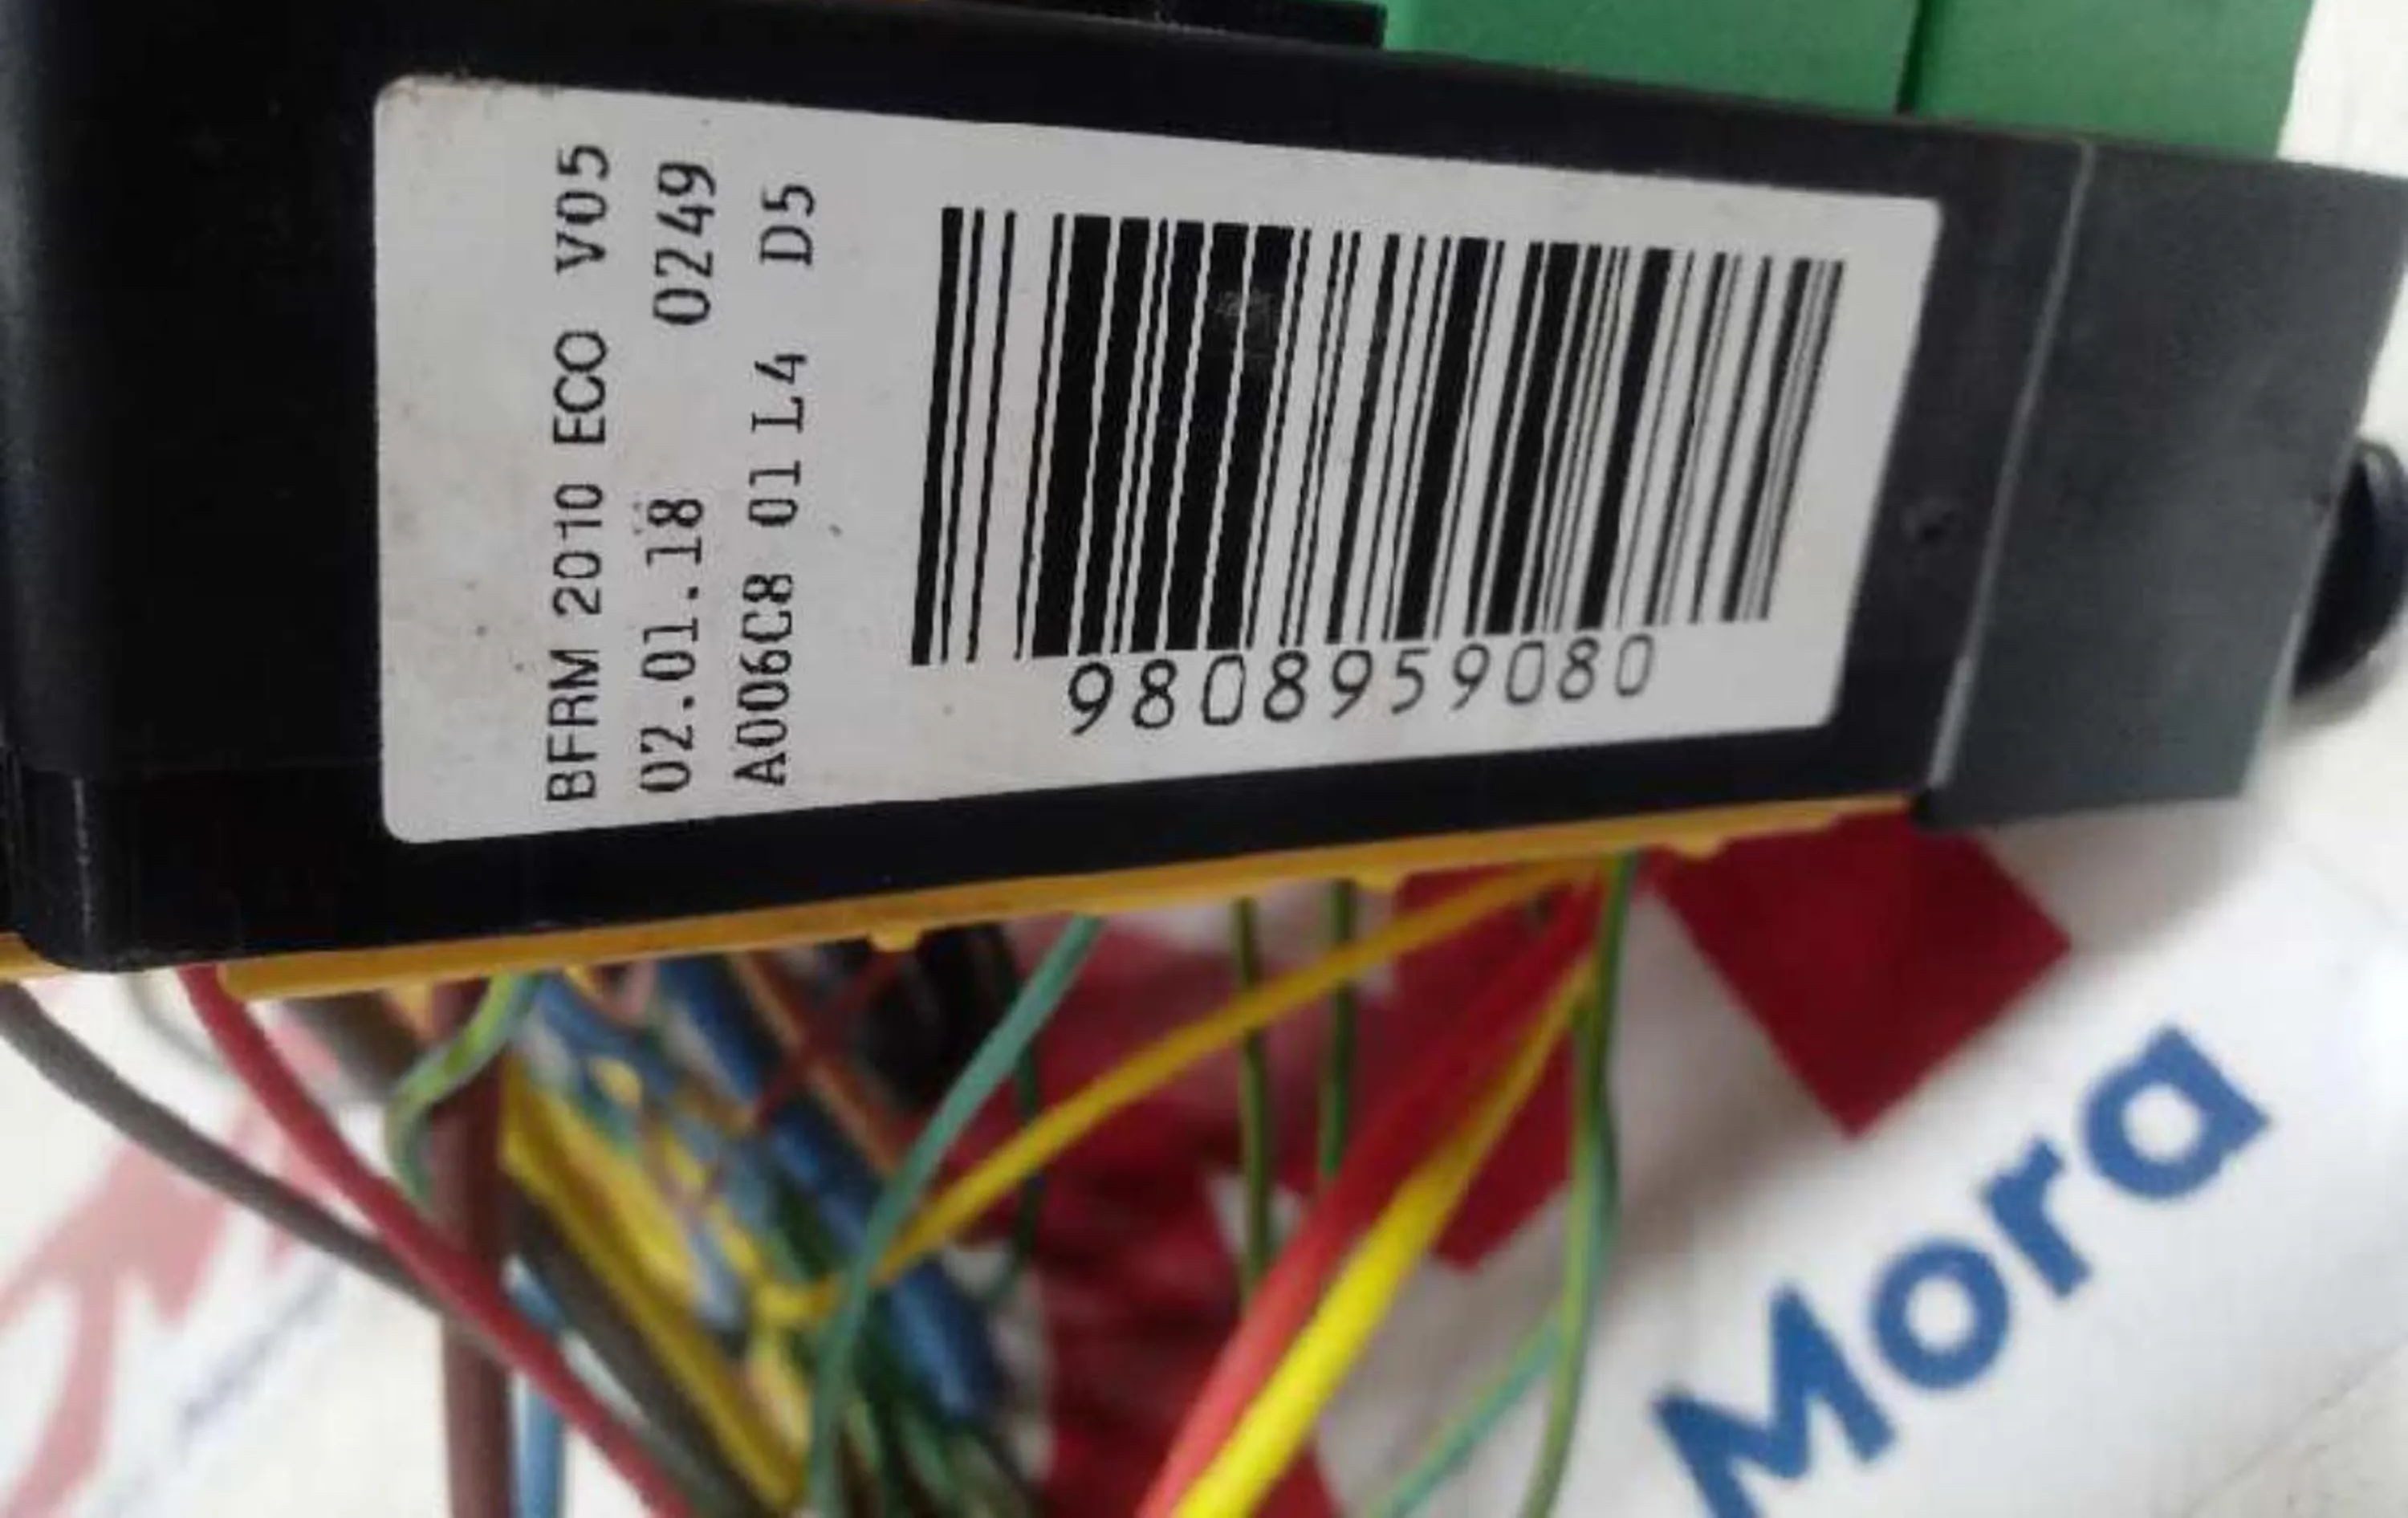 BFRM 2010 ECO V05
02.01.18 0249
A006C8 01 L4 D5
9808959080
Mora